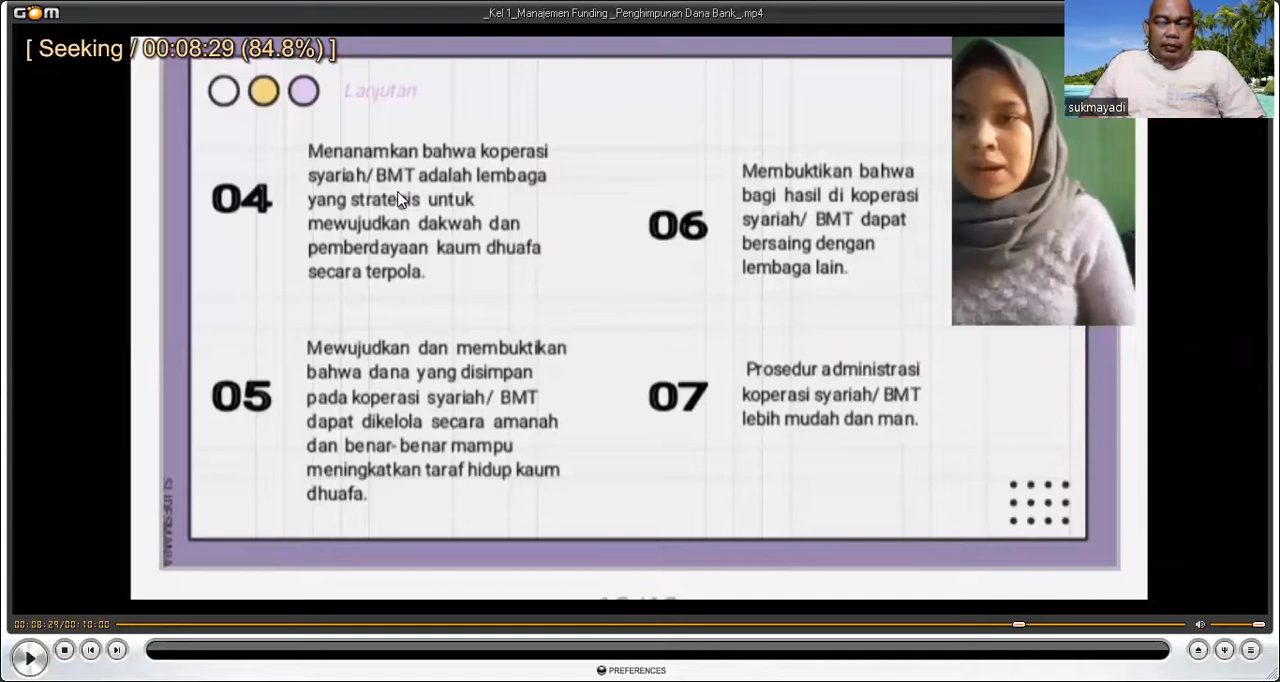 GOM
_Kel 1_Manajemen Funding _Penghimpunan Dana Bank_.mp4
[ Seeking / 00:08:29 (84.8%) ]
sukmayadi
Lanjutan
04
Menanamkan bahwa koperasi
syariah/ BMT adalah lembaga
yang strategis untuk
mewujudkan dakwah dan
pemberdayaan kaum dhuafa
secara terpola.
05
Mewujudkan dan membuktikan
bahwa dana yang disimpan
pada koperasi syariah/ BMT
dapat dikelola secara amanah
dan benar-benar mampu
meningkatkan taraf hidup kaum
dhuafa.
06
Membuktikan bahwa
bagi hasil di koperasi
syariah/ BMT dapat
bersaing dengan
lembaga lain.
07
Prosedur administrasi
koperasi syariah/ BMT
lebih mudah dan man.
SLIDESMANIA
00:08:29/00:10:00
PREFERENCES